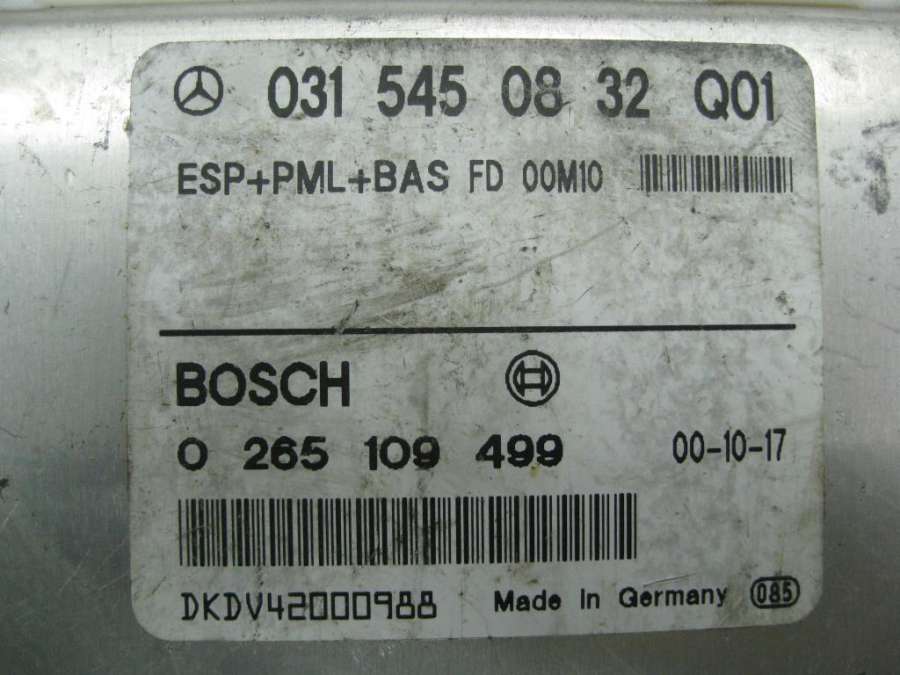 031 545 08 32 Q01
ESP+PML+BAS FD 00M10
BOSCH
0 265 109 499 00-10-17
DKDV42000988 Made In Germany 085